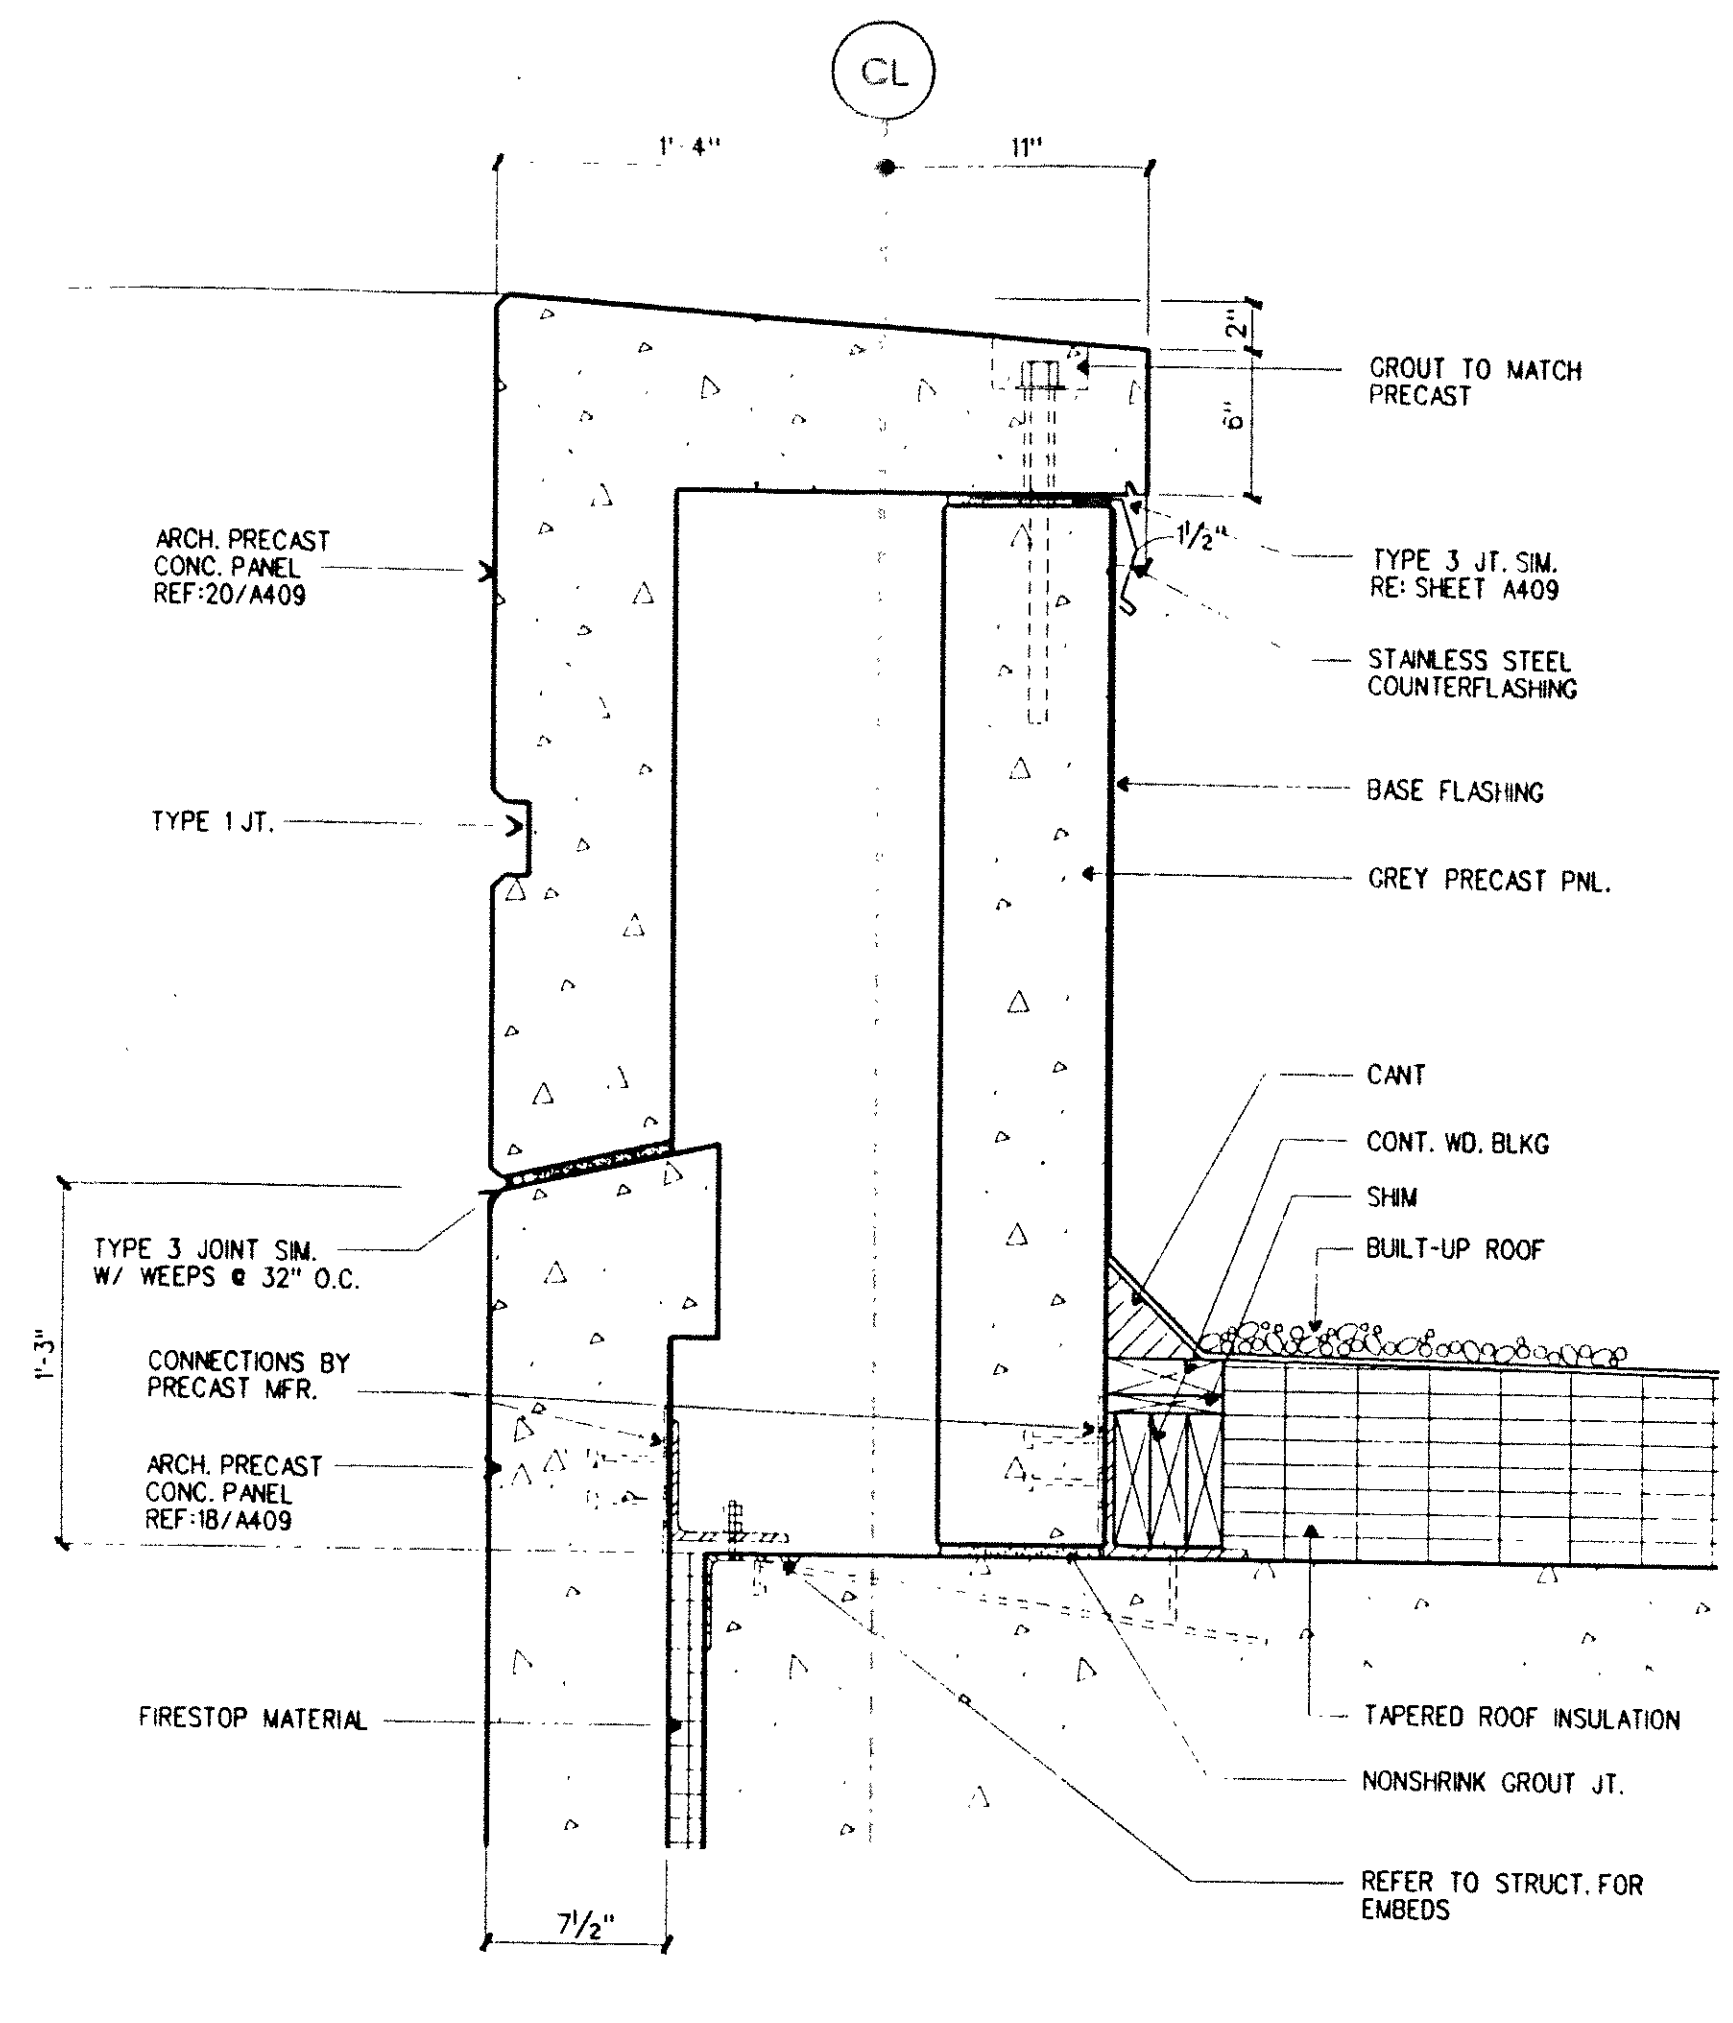 CL
1'-4"
11"
2"
6"
GROUT TO MATCH
PRECAST
ARCH. PRECAST
CONC. PANEL
REF:20/A409
1 1/2"
TYPE 3 JT. SIM.
RE: SHEET A409
STAINLESS STEEL
COUNTERFLASHING
BASE FLASHING
TYPE 1 JT.
GREY PRECAST PNL.
CANT
CONT. WD. BLKG
SHIM
BUILT-UP ROOF
TYPE 3 JOINT SIM.
W/ WEEPS @ 32" O.C.
1'-3"
CONNECTIONS BY
PRECAST MFR.
ARCH. PRECAST
CONC. PANEL
REF:18/A409
FIRESTOP MATERIAL
TAPERED ROOF INSULATION
NONSHRINK GROUT JT.
REFER TO STRUCT. FOR
EMBEDS
7 1/2"